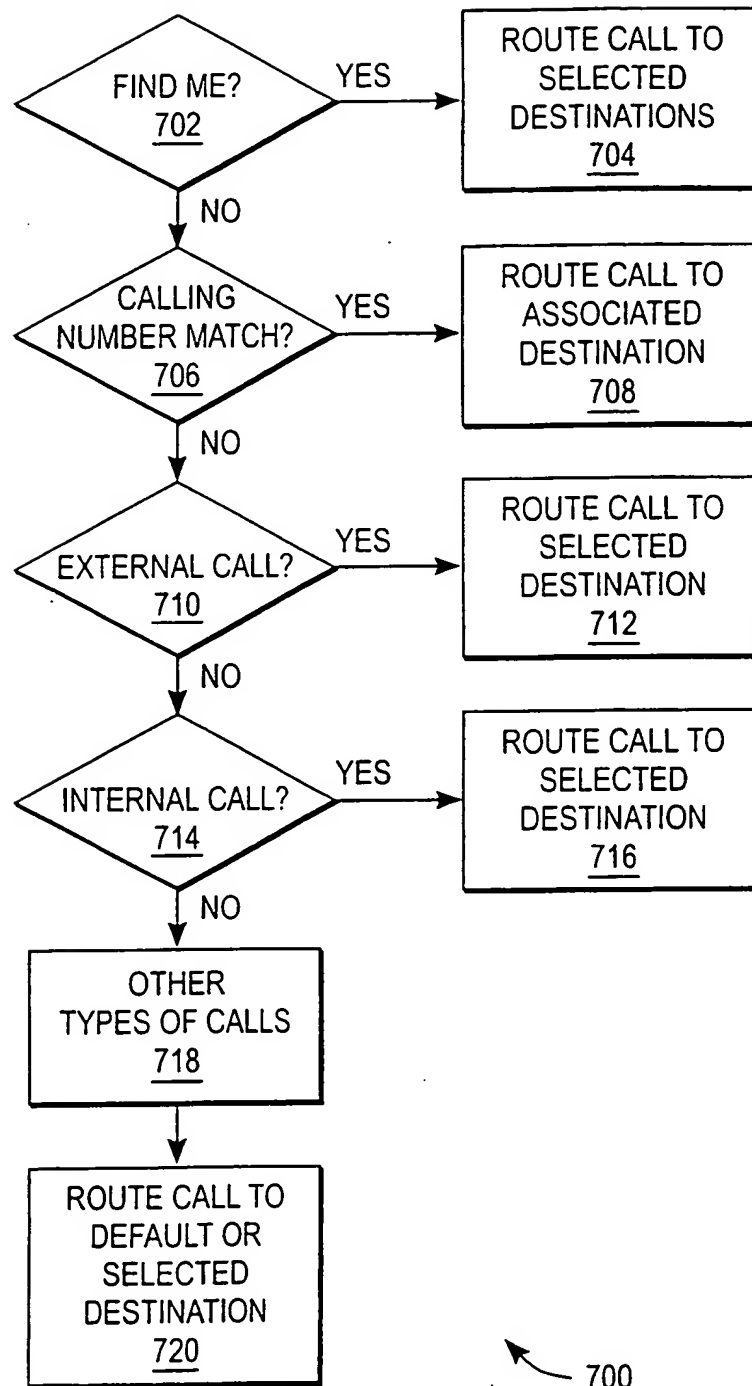 FIND ME?
702
YES
ROUTE CALL TO
SELECTED
DESTINATIONS
704
NO
CALLING
NUMBER MATCH?
706
YES
ROUTE CALL TO
ASSOCIATED
DESTINATION
708
NO
EXTERNAL CALL?
710
YES
ROUTE CALL TO
SELECTED
DESTINATION
712
NO
INTERNAL CALL?
714
YES
ROUTE CALL TO
SELECTED
DESTINATION
716
NO
OTHER
TYPES OF CALLS
718
ROUTE CALL TO
DEFAULT OR
SELECTED
DESTINATION
720
700